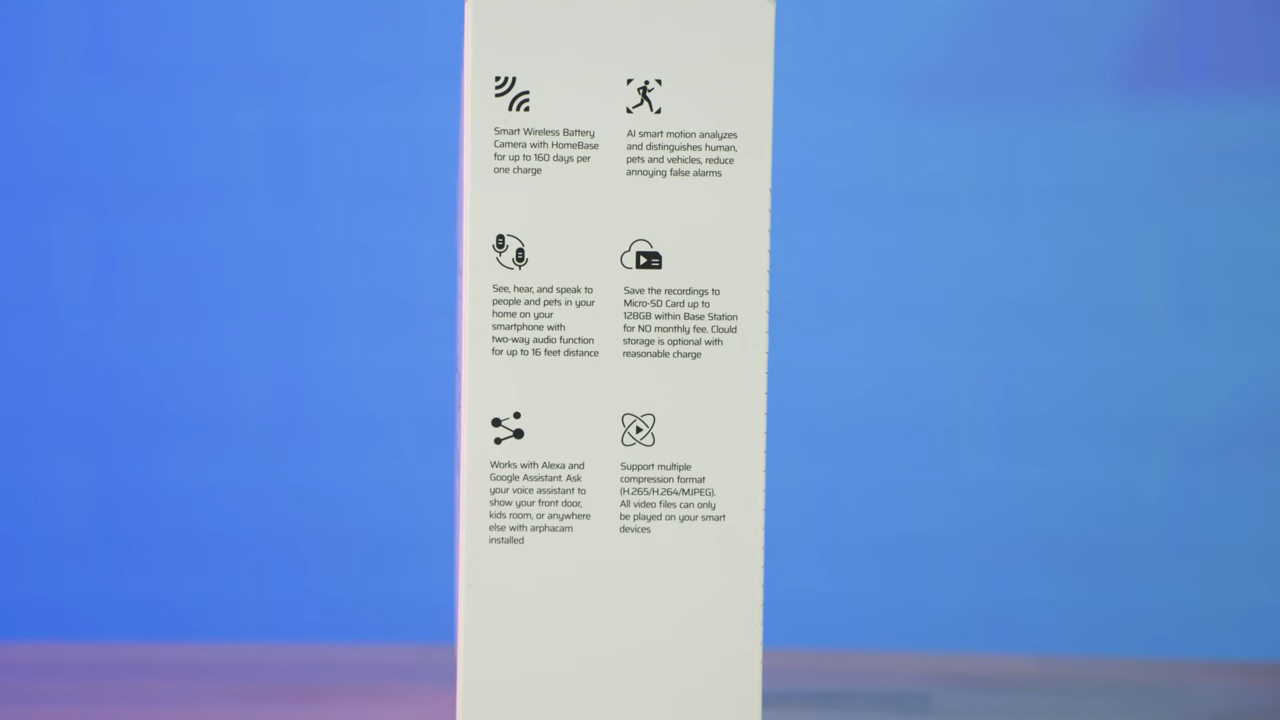 Smart Wireless Battery
Camera with HomeBase
for up to 160 days per
one charge
AI smart motion analyzes
and distinguishes human,
pets and vehicles, reduce
annoying false alarms
See, hear, and speak to
people and pets in your
home on your
smartphone with
two-way audio function
for up to 16 feet distance
Save the recordings to
Micro-SD Card up to
128GB within Base Station
for NO monthly fee. Clould
storage is optional with
reasonable charge
Works with Alexa and
Google Assistant. Ask
your voice assistant to
show your front door,
kids room, or anywhere
else with arphacam
installed
Support multiple
compression format
(H.265/H.264/MJPEG).
All video files can only
be played on your smart
devices